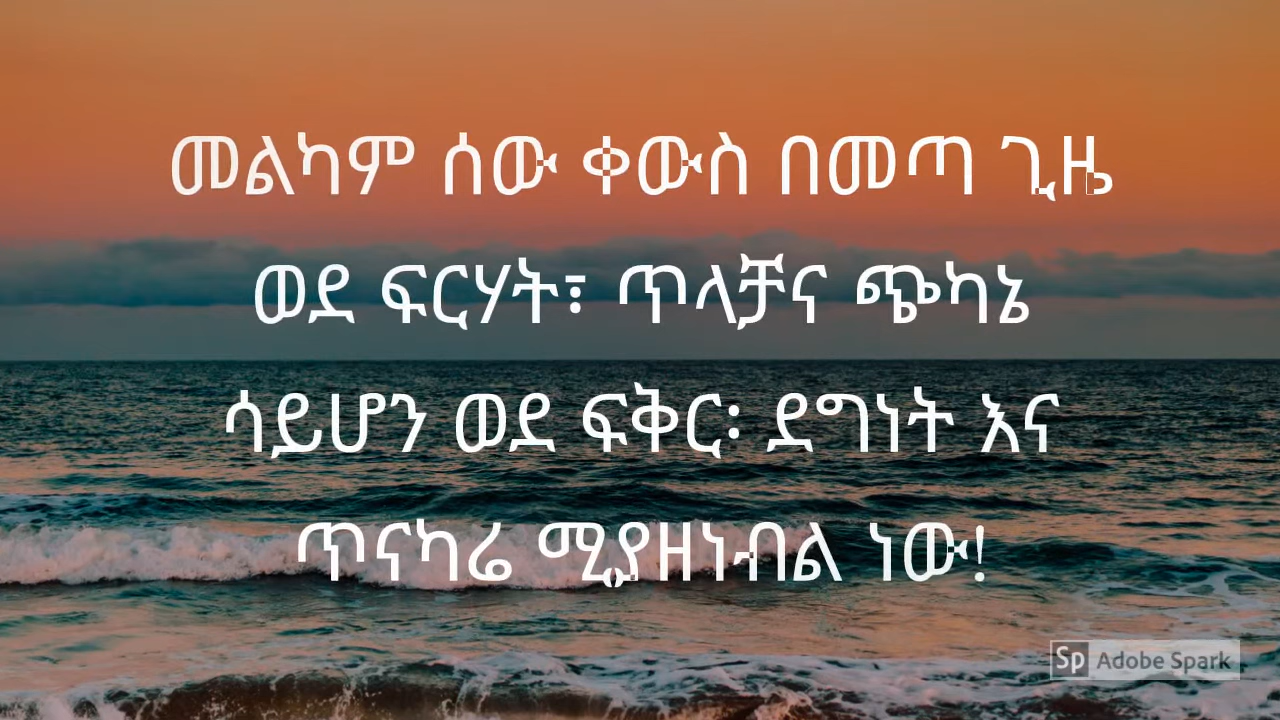 መልካም ሰው ቀውስ በመጣ ጊዜ
ወደ ፍርሃት፣ ጥላቻና ጭካኔ
ሳይሆን ወደ ፍቅር፡ ደግነት እና
ጥናካሬ ሚያዘነብል ነው!
Sp Adobe Spark